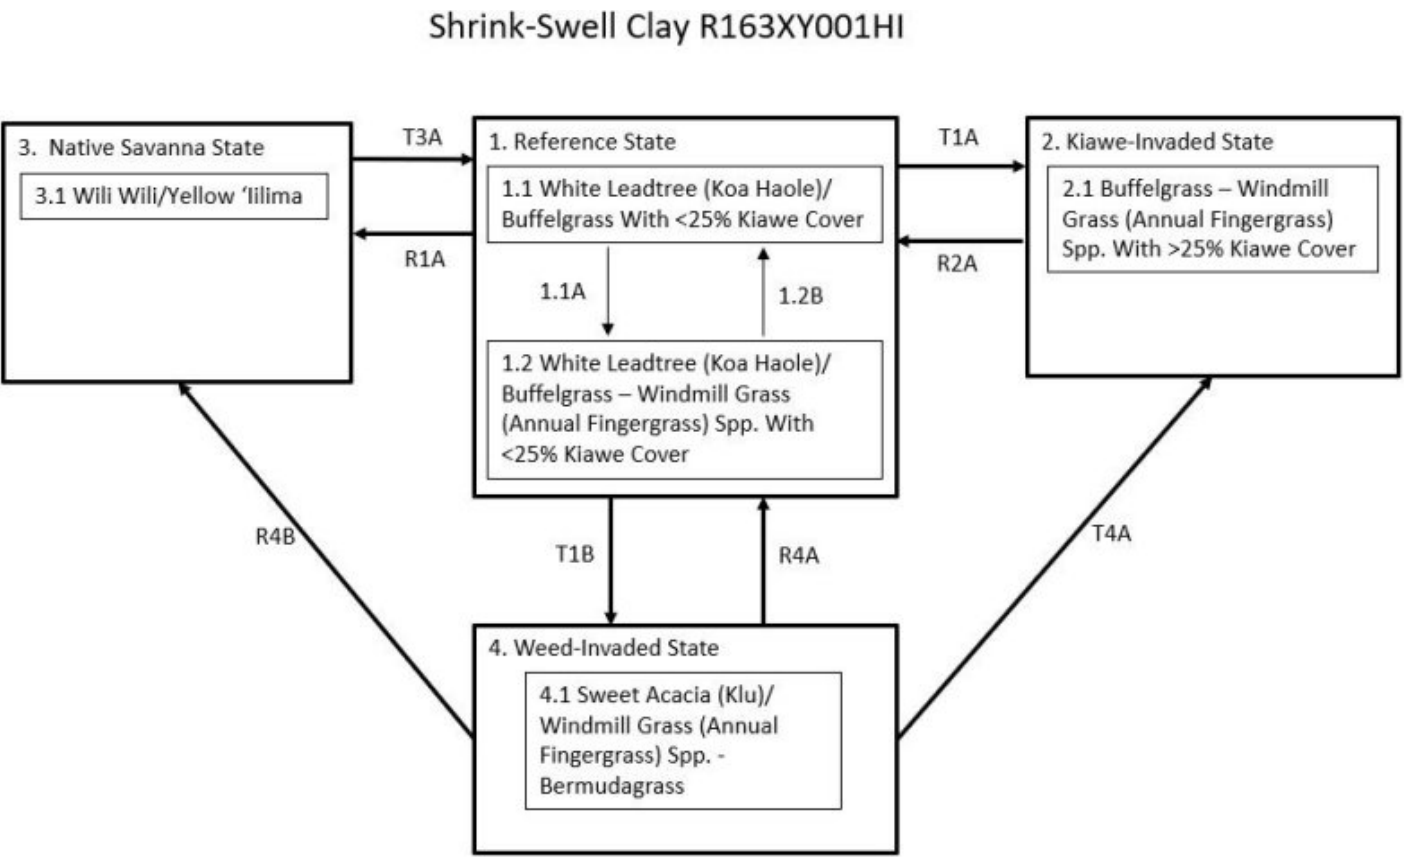 Shrink-Swell Clay R163XY001HI
3. Native Savanna State
3.1 Wili Wili/Yellow ‘Iilima
T3A
R1A
1. Reference State
1.1 White Leadtree (Koa Haole)/
Buffelgrass With <25% Kiawe Cover
1.1A
1.2B
1.2 White Leadtree (Koa Haole)/
Buffelgrass – Windmill Grass
(Annual Fingergrass) Spp. With
<25% Kiawe Cover
T1A
R2A
2. Kiawe-Invaded State
2.1 Buffelgrass – Windmill
Grass (Annual Fingergrass)
Spp. With >25% Kiawe Cover
R4B
T1B
R4A
T4A
4. Weed-Invaded State
4.1 Sweet Acacia (Klu)/
Windmill Grass (Annual
Fingergrass) Spp. -
Bermudagrass